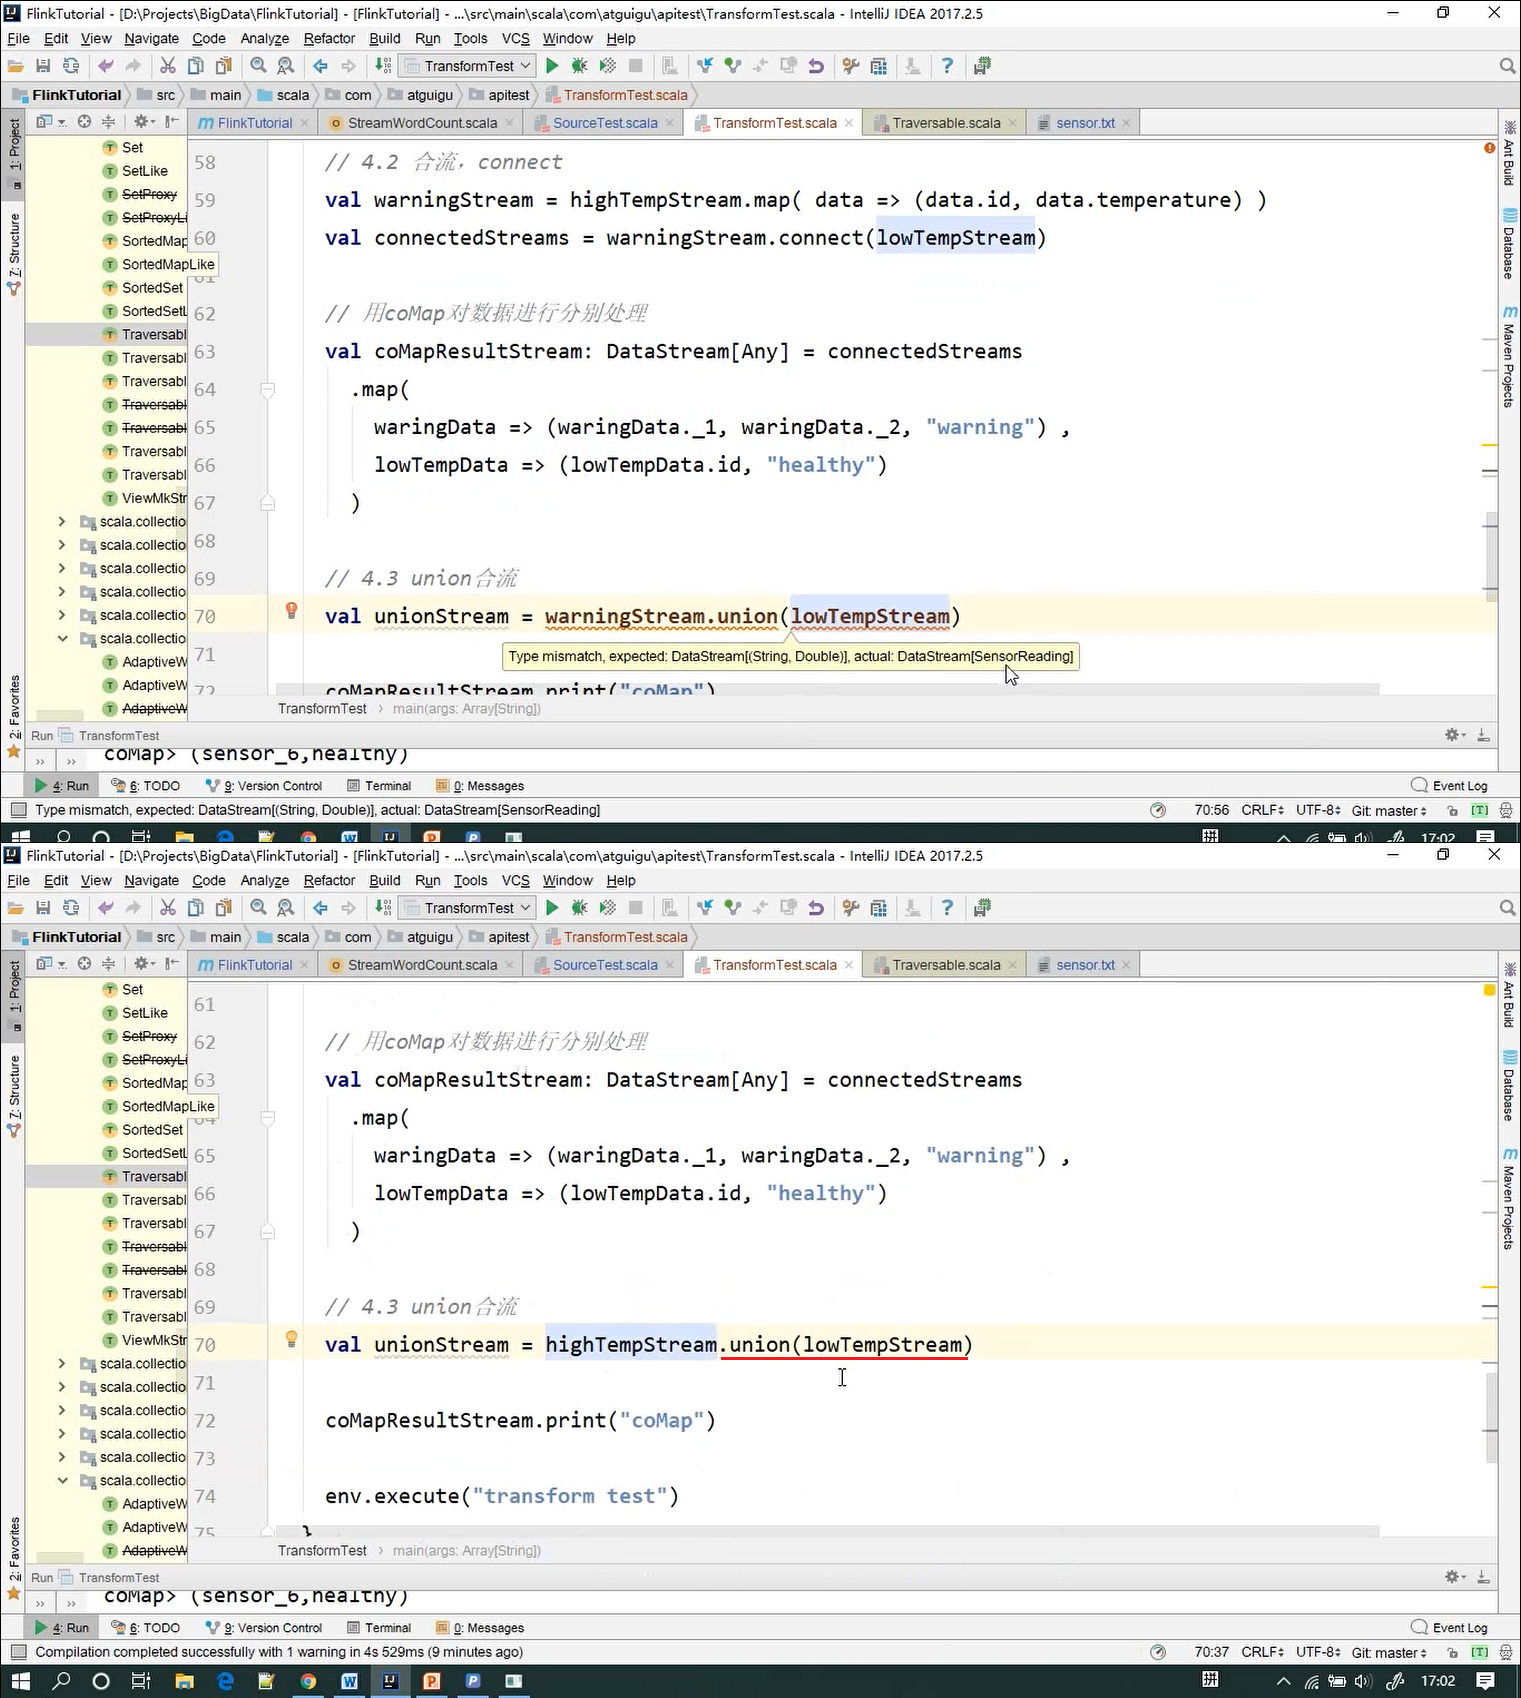 FlinkTutorial - [D:\Projects\BigData\FlinkTutorial] - [FlinkTutorial] - ...\src\main\scala\com\atguigu\apitest\TransformTest.scala - IntelliJ IDEA 2017.2.5
File Edit View Navigate Code Analyze Refactor Build Run Tools VCS Window Help
TransformTest
FlinkTutorial src main scala com atguigu apitest TransformTest.scala
FlinkTutorial StreamWordCount.scala SourceTest.scala TransformTest.scala Traversable.scala sensor.txt
1: Project
7: Structure
2: Favorites
Ant Build
Database
Maven Projects
Set
SetLike
SetProxy
SetProxyLi
SortedMap
SortedMapLike
SortedSet
SortedSetL
Traversabl
Traversabl
Traversabl
Traversabl
Traversabl
Traversabl
Traversabl
ViewMkStr
scala.collectio
scala.collectio
scala.collectio
scala.collectio
scala.collectio
scala.collectio
AdaptiveW
AdaptiveW
AdaptiveW
58 // 4.2 合流，connect
59 val warningStream = highTempStream.map( data => (data.id, data.temperature) )
60 val connectedStreams = warningStream.connect(lowTempStream)
61
62 // 用coMap对数据进行分别处理
63 val coMapResultStream: DataStream[Any] = connectedStreams
64 .map(
65 waringData => (waringData._1, waringData._2, "warning") ,
66 lowTempData => (lowTempData.id, "healthy")
67 )
68
69 // 4.3 union合流
70 val unionStream = warningStream.union(lowTempStream)
71 Type mismatch, expected: DataStream[(String, Double)], actual: DataStream[SensorReading]
72 coMapResultStream.print("coMap")
TransformTest › main(args: Array[String])
Run TransformTest
coMap> (sensor_6,healthy)
4: Run 6: TODO 9: Version Control Terminal 0: Messages Event Log
Type mismatch, expected: DataStream[(String, Double)], actual: DataStream[SensorReading] 70:56 CRLF UTF-8 Git: master [T]
拼 17:02
FlinkTutorial - [D:\Projects\BigData\FlinkTutorial] - [FlinkTutorial] - ...\src\main\scala\com\atguigu\apitest\TransformTest.scala - IntelliJ IDEA 2017.2.5
File Edit View Navigate Code Analyze Refactor Build Run Tools VCS Window Help
TransformTest
FlinkTutorial src main scala com atguigu apitest TransformTest.scala
FlinkTutorial StreamWordCount.scala SourceTest.scala TransformTest.scala Traversable.scala sensor.txt
1: Project
7: Structure
2: Favorites
Ant Build
Database
Maven Projects
Set
SetLike
SetProxy
SetProxyLi
SortedMap
SortedMapLike
SortedSet
SortedSetL
Traversabl
Traversabl
Traversabl
Traversabl
Traversabl
Traversabl
Traversabl
ViewMkStr
scala.collectio
scala.collectio
scala.collectio
scala.collectio
scala.collectio
scala.collectio
AdaptiveW
AdaptiveW
AdaptiveW
61
62 // 用coMap对数据进行分别处理
63 val coMapResultStream: DataStream[Any] = connectedStreams
64 .map(
65 waringData => (waringData._1, waringData._2, "warning") ,
66 lowTempData => (lowTempData.id, "healthy")
67 )
68
69 // 4.3 union合流
70 val unionStream = highTempStream.union(lowTempStream)
71
72 coMapResultStream.print("coMap")
73
74 env.execute("transform test")
75 }
TransformTest › main(args: Array[String])
Run TransformTest
coMap> (sensor_6,healthy)
4: Run 6: TODO 9: Version Control Terminal 0: Messages Event Log
Compilation completed successfully with 1 warning in 4s 529ms (9 minutes ago) 70:37 CRLF UTF-8 Git: master [T]
拼 17:02